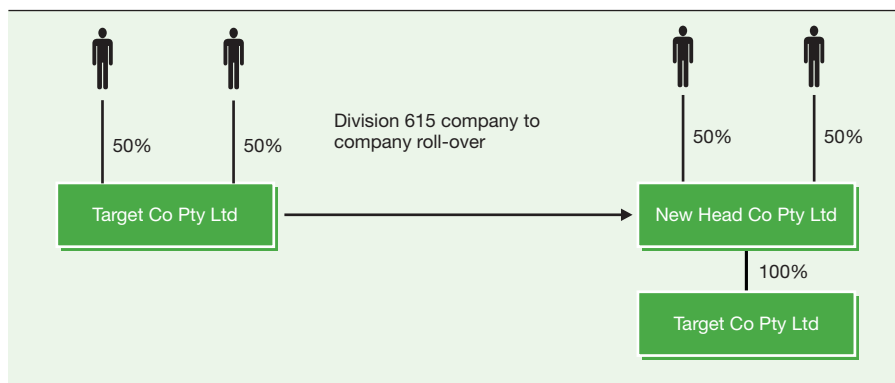 Division 615 company to
company roll-over
50%
50%
50%
50%
Target Co Pty Ltd
New Head Co Pty Ltd
100%
Target Co Pty Ltd